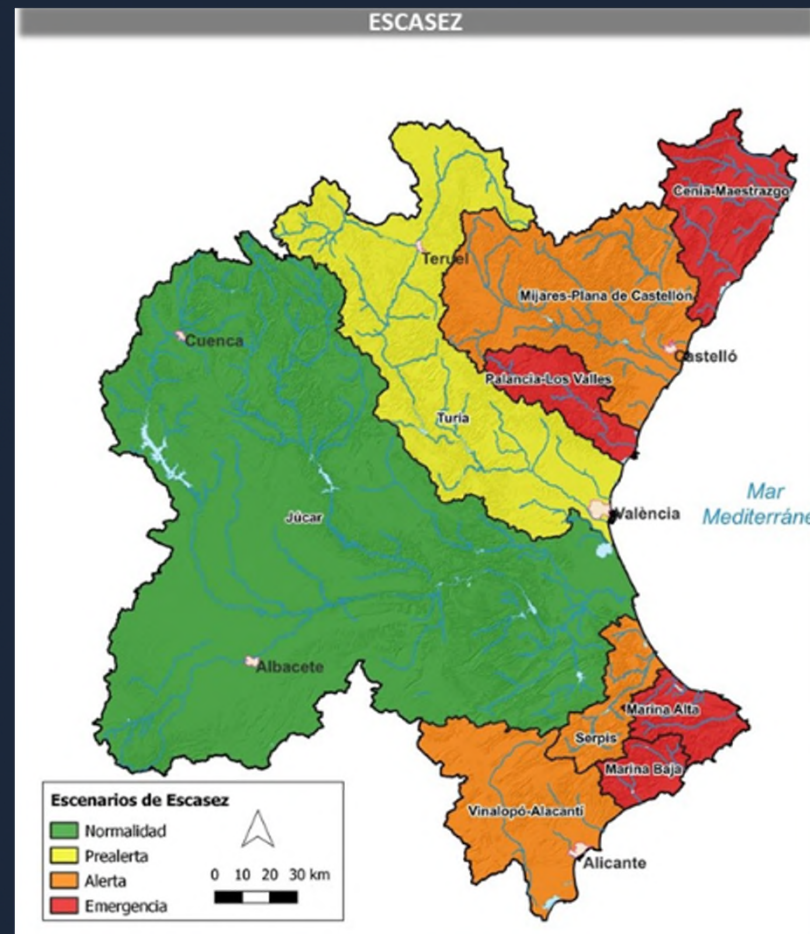 ESCASEZ
Cenia-Maestrazgo
Teruel
Mijares-Plana de Castellón
Cuenca
Castelló
Palancia-Los Valles
Turia
Mar
Mediterráne
València
Júcar
Albacete
Marina Alta
Serpis
Marina Baja
Vinalopó-Alacantí
Alicante
Escenarios de Escasez
Normalidad
Prealerta
Alerta
Emergencia
0 10 20 30 km